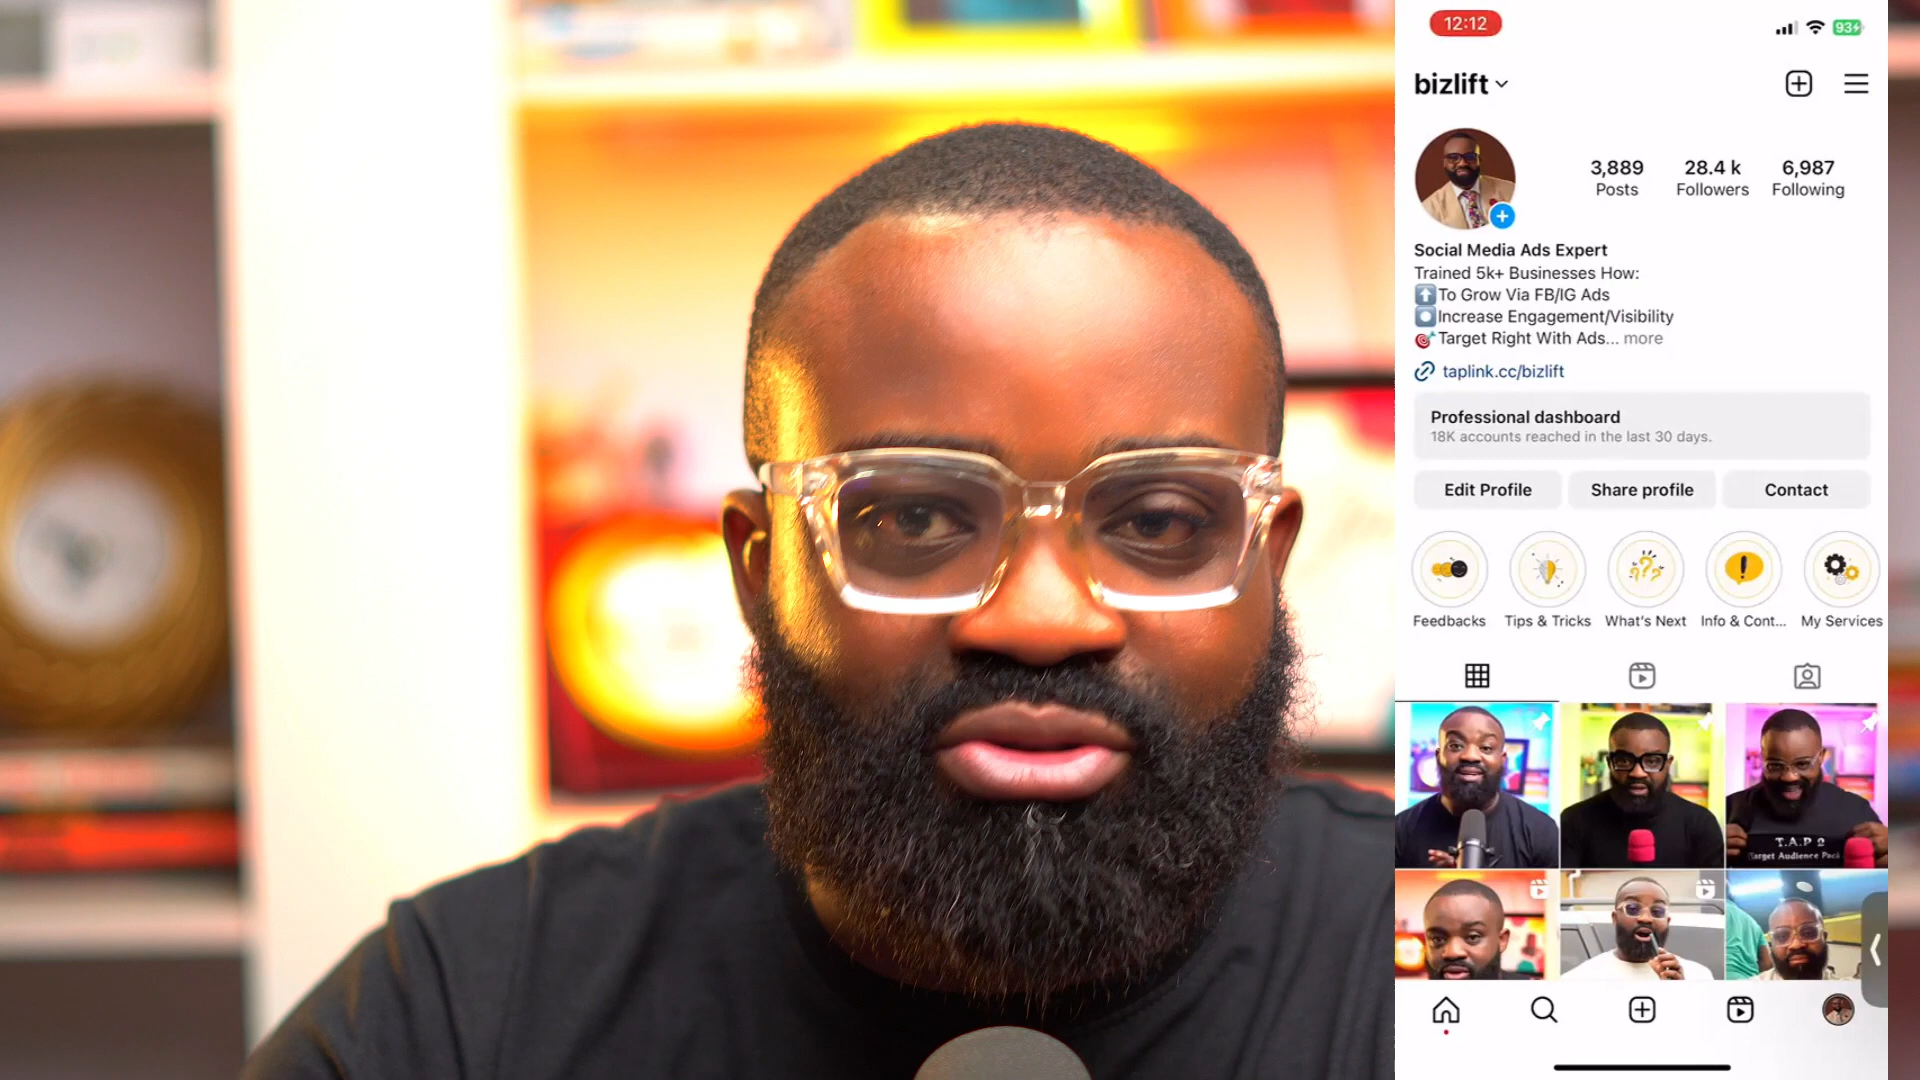 12:12
93
bizlift
3,889
Posts
28.4 k
Followers
6,987
Following
Social Media Ads Expert
Trained 5k+ Businesses How:
To Grow Via FB/IG Ads
Increase Engagement/Visibility
Target Right With Ads... more
taplink.cc/bizlift
Professional dashboard
18K accounts reached in the last 30 days.
Edit Profile
Share profile
Contact
Feedbacks
Tips & Tricks
What's Next
Info & Cont...
My Services
T.A.P 2
Target Audience Pack